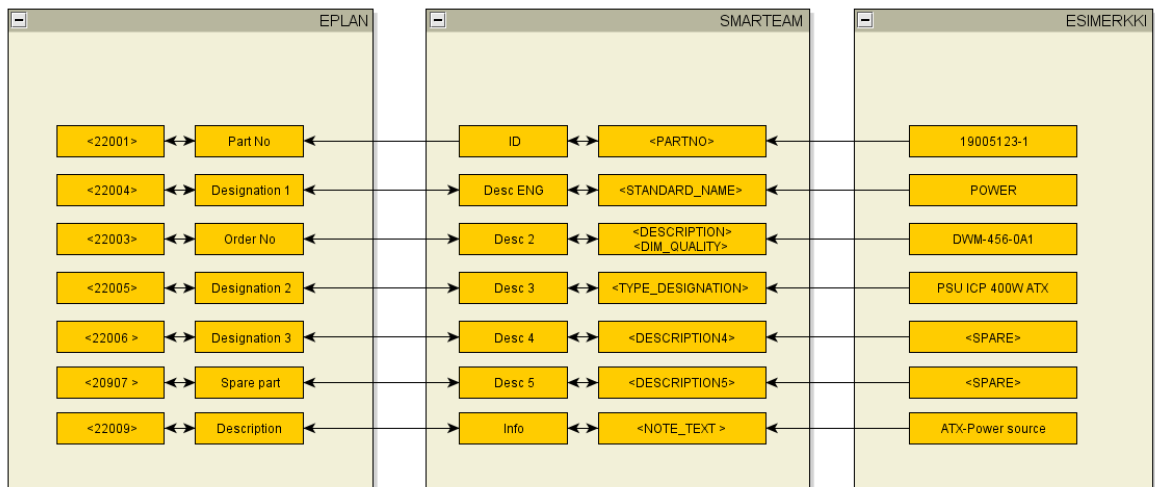 EPLAN
SMARTEAM
ESIMERKKI
<22001> Part No ID <PARTNO> 19005123-1
<22004> Designation 1 Desc ENG <STANDARD_NAME> POWER
<22003> Order No Desc 2 <DESCRIPTION> DWM-456-0A1
<DIM_QUALITY>
<22005> Designation 2 Desc 3 <TYPE_DESIGNATION> PSU ICP 400W ATX
<22006 > Designation 3 Desc 4 <DESCRIPTION4> <SPARE>
<20907 > Spare part Desc 5 <DESCRIPTION5> <SPARE>
<22009> Description Info <NOTE_TEXT > ATX-Power source